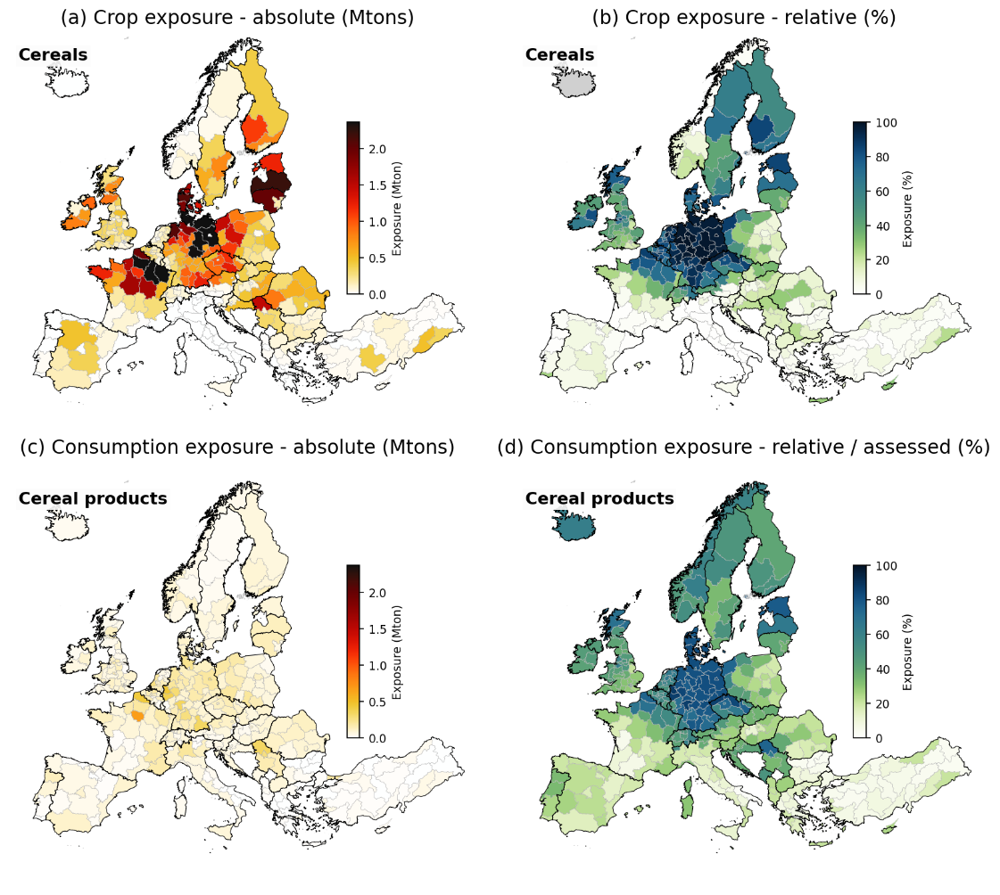 (a) Crop exposure - absolute (Mtons)
Cereals
2.0
1.5
1.0
0.5
0.0
Exposure (Mton)
(b) Crop exposure - relative (%)
Cereals
100
80
60
40
20
0
Exposure (%)
(c) Consumption exposure - absolute (Mtons)
Cereal products
2.0
1.5
1.0
0.5
0.0
Exposure (Mton)
(d) Consumption exposure - relative / assessed (%)
Cereal products
100
80
60
40
20
0
Exposure (%)